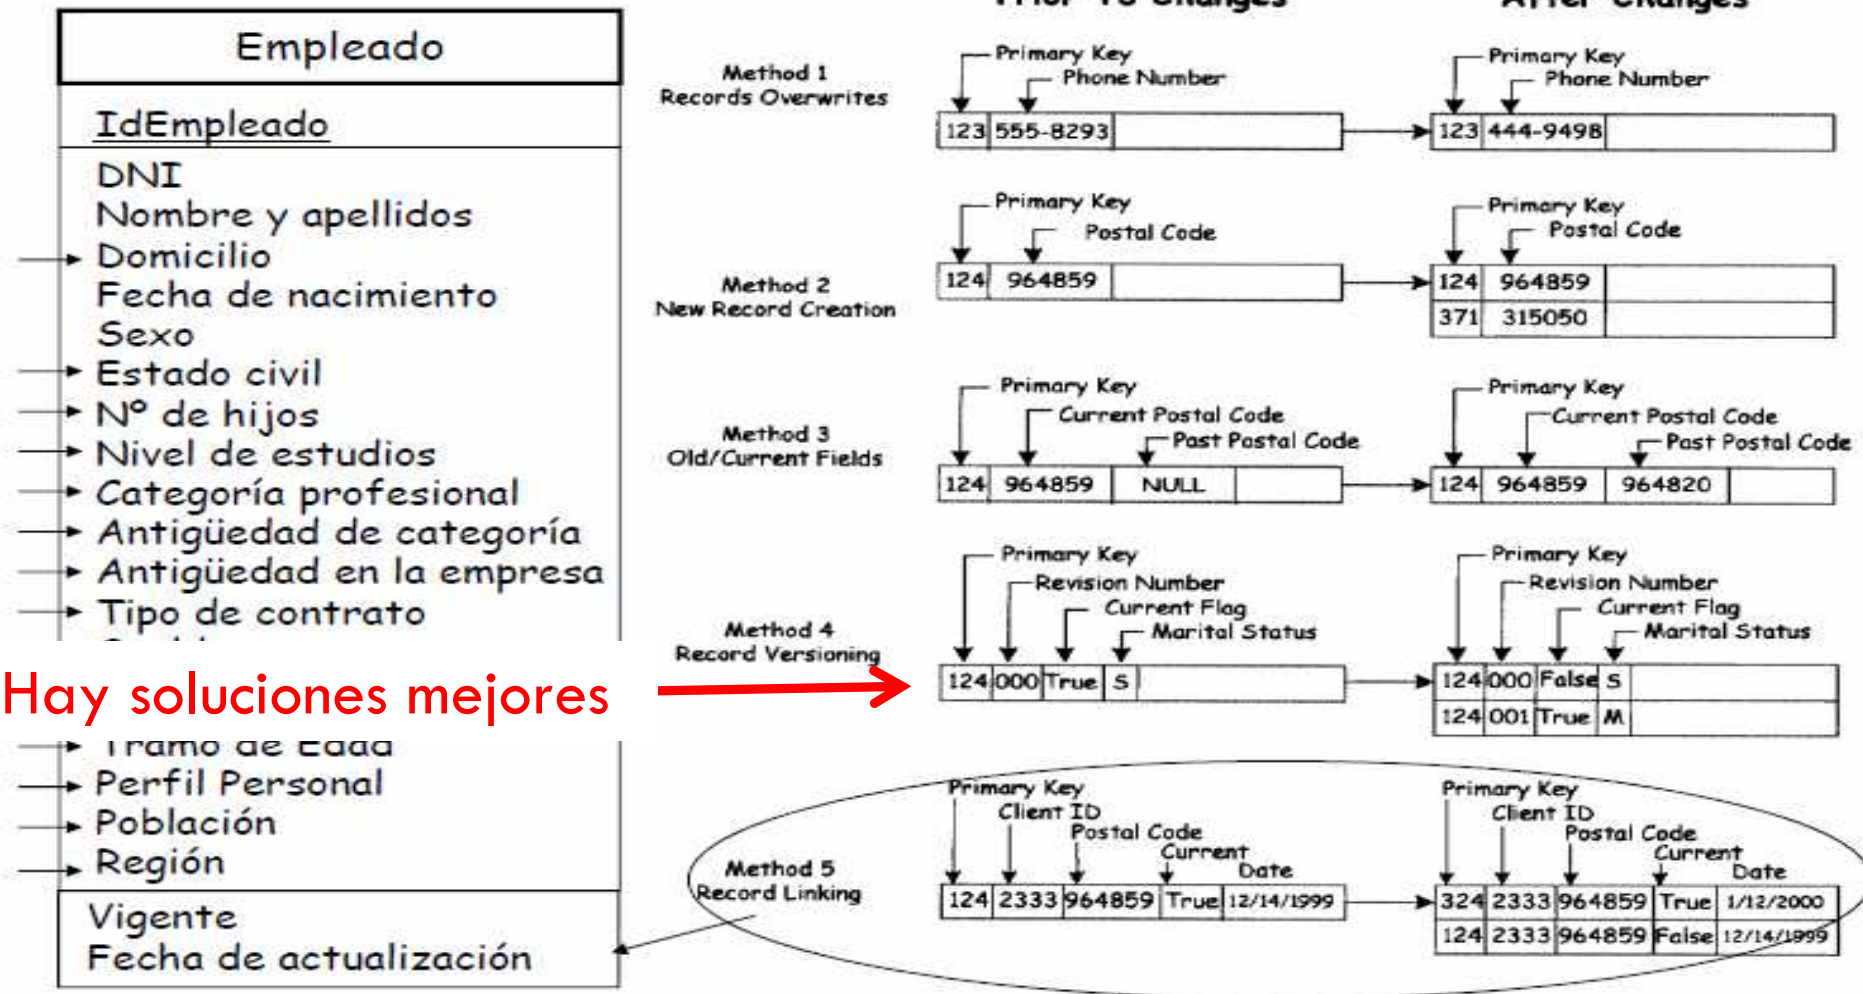 Empleado
IdEmpleado
DNI
Nombre y apellidos
Domicilio
Fecha de nacimiento
Sexo
Estado civil
Nº de hijos
Nivel de estudios
Categoría profesional
Antigüedad de categoría
Antigüedad en la empresa
Tipo de contrato
Hay soluciones mejores
Tramo de Edad
Perfil Personal
Población
Región
Vigente
Fecha de actualización
Prior To Changes
After Changes
Method 1
Records Overwrites
Primary Key
Phone Number
123 555-8293
Primary Key
Phone Number
123 444-9498
Method 2
New Record Creation
Primary Key
Postal Code
124 964859
Primary Key
Postal Code
124 964859
371 315050
Method 3
Old/Current Fields
Primary Key
Current Postal Code
Past Postal Code
124 964859 NULL
Primary Key
Current Postal Code
Past Postal Code
124 964859 964820
Method 4
Record Versioning
Primary Key
Revision Number
Current Flag
Marital Status
124 000 True S
Primary Key
Revision Number
Current Flag
Marital Status
124 000 False S
124 001 True M
Method 5
Record Linking
Primary Key
Client ID
Postal Code
Current
Date
124 2333 964859 True 12/14/1999
Primary Key
Client ID
Postal Code
Current
Date
324 2333 964859 True 1/12/2000
124 2333 964859 False 12/14/1999